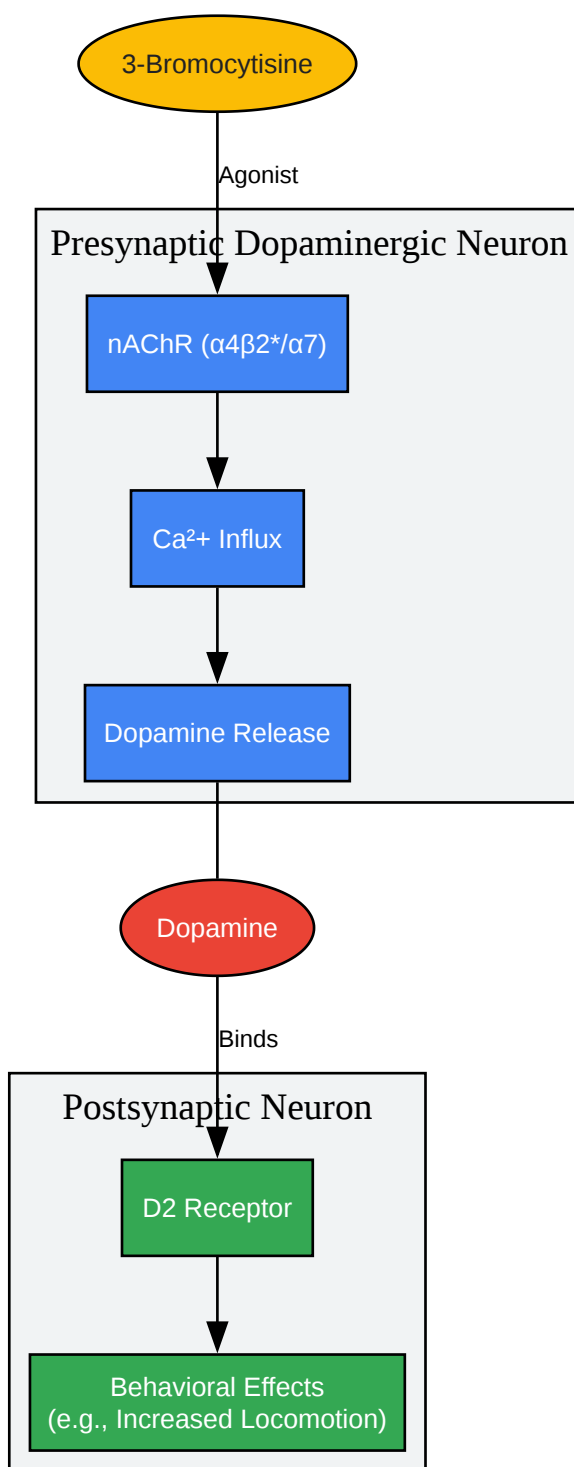 3-Bromocytisine
Agonist
Presynaptic Dopaminergic Neuron
nAChR (α4β2*/α7)
Ca²+ Influx
Dopamine Release
Dopamine
Binds
Postsynaptic Neuron
D2 Receptor
Behavioral Effects
(e.g., Increased Locomotion)